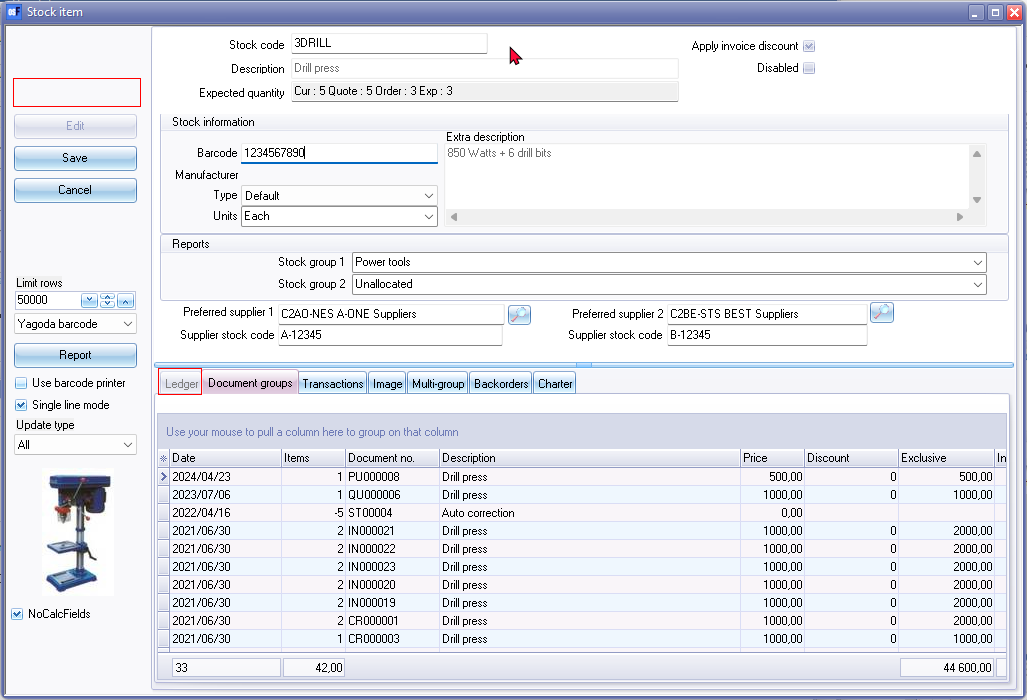 Stock item
Stock code 3DRILL Apply invoice discount
Description Drill press Disabled
Expected quantity Cur : 5 Quote : 5 Order : 3 Exp : 3
Edit
Save
Cancel
Stock information
Extra description
Barcode 1234567890 850 Watts + 6 drill bits
Manufacturer
Type Default
Units Each
Reports
Stock group 1 Power tools
Stock group 2 Unallocated
Preferred supplier 1 C2AO-NES A-ONE Suppliers Preferred supplier 2 C2BE-STS BEST Suppliers
Supplier stock code A-12345 Supplier stock code B-12345
Limit rows
50000
Yagoda barcode
Report
Use barcode printer
Single line mode
Update type
All
NoCalcFields
Ledger Document groups Transactions Image Multi-group Backorders Charter
Use your mouse to pull a column here to group on that column
Date Items Document no. Description Price Discount Exclusive In
2024/04/23 1 PU000008 Drill press 500,00 0 500,00
2023/07/06 1 QU000006 Drill press 1000,00 0 1000,00
2022/04/16 -5 ST00004 Auto correction 0,00
2021/06/30 2 IN000021 Drill press 1000,00 0 2000,00
2021/06/30 2 IN000022 Drill press 1000,00 0 2000,00
2021/06/30 2 IN000023 Drill press 1000,00 0 2000,00
2021/06/30 2 IN000020 Drill press 1000,00 0 2000,00
2021/06/30 2 IN000019 Drill press 1000,00 0 2000,00
2021/06/30 2 CR000001 Drill press 1000,00 0 2000,00
2021/06/30 1 CR000003 Drill press 1000,00 0 1000,00
33 42,00 44 600,00